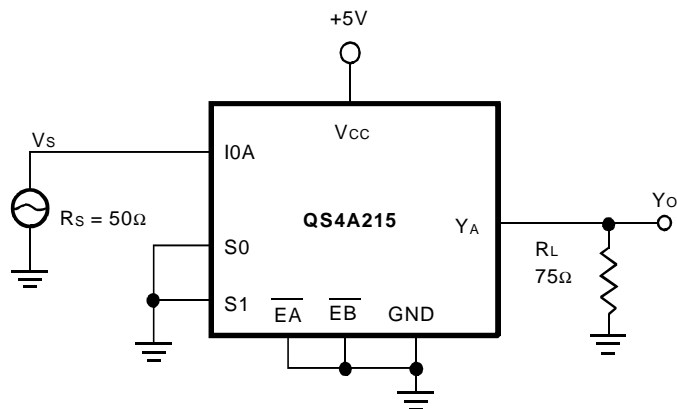 +5V
VCC
VS
I0A
RS = 50Ω
QS4A215
YA
YO
S0
RL
75Ω
S1
EA
EB
GND